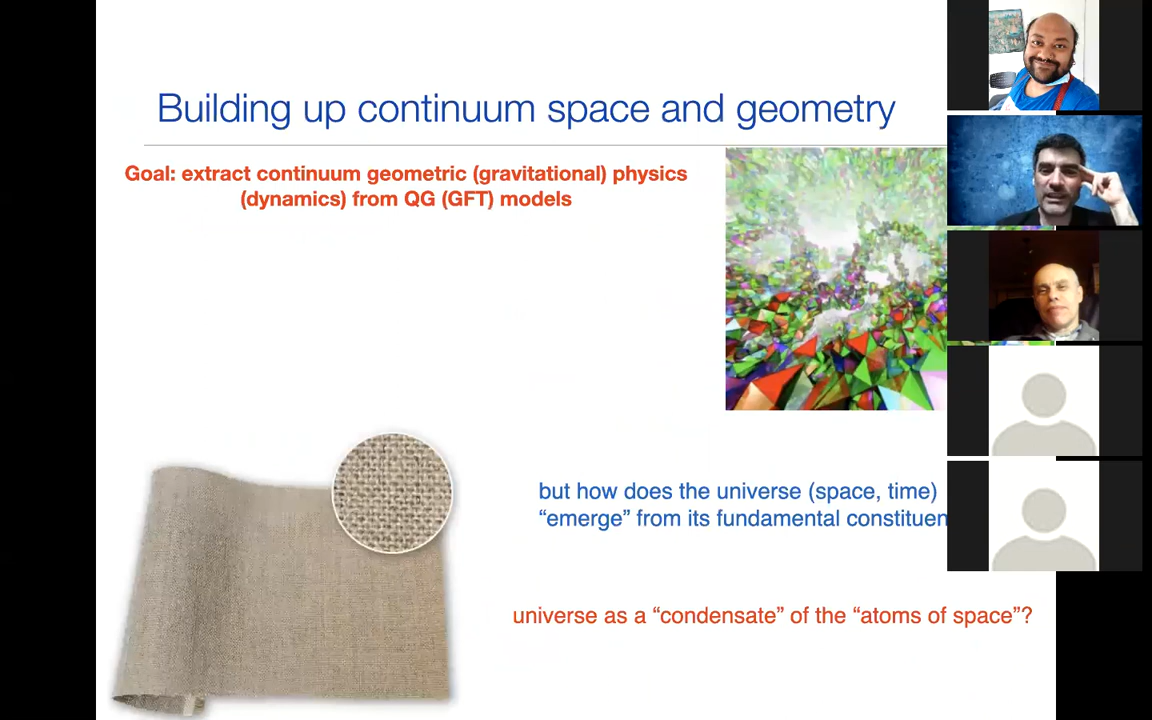 Building up continuum space and geometry
Goal: extract continuum geometric (gravitational) physics
(dynamics) from QG (GFT) models
but how does the universe (space, time)
“emerge” from its fundamental
universe as a “condensate” of the “atoms of space”?